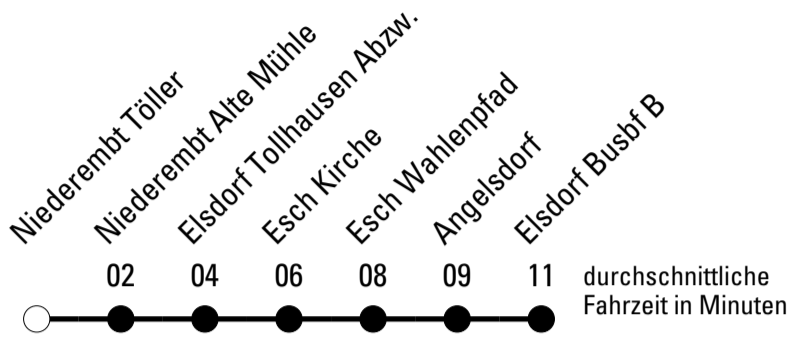 Niederembt Töller
Niederembt Alte Mühle
Elsdorf Tollhausen Abzw.
Esch Kirche
Esch Wahlenpfad
Angelsdorf
Elsdorf Busbf B
02 04 06 08 09 11
durchschnittliche
Fahrzeit in Minuten